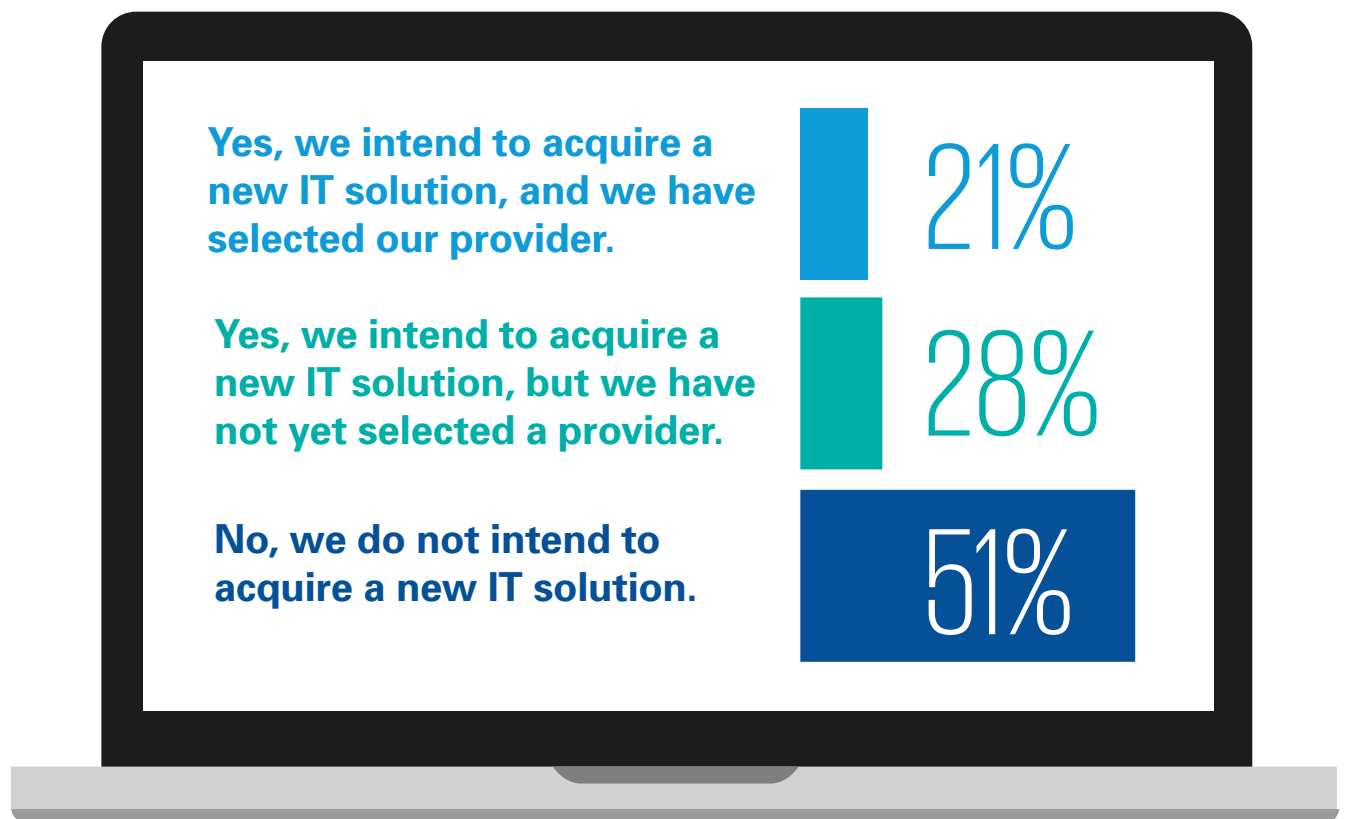 Yes, we intend to acquire a
new IT solution, and we have
selected our provider.
21%
Yes, we intend to acquire a
new IT solution, but we have
not yet selected a provider.
28%
No, we do not intend to
acquire a new IT solution.
51%